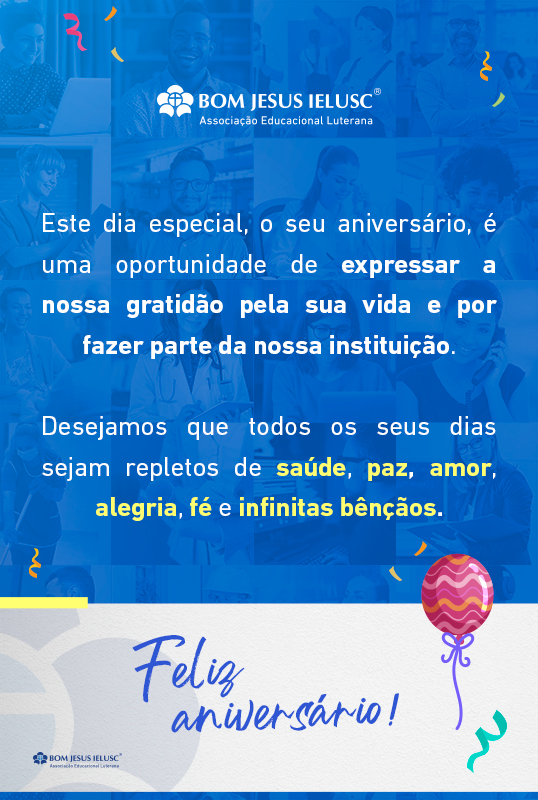 BOM JESUS IELUSC®
Associação Educacional Luterana
Este dia especial, o seu aniversário, é
uma oportunidade de expressar a
nossa gratidão pela sua vida e por
fazer parte da nossa instituição.
Desejamos que todos os seus dias
sejam repletos de saúde, paz, amor,
alegria, fé e infinitas bênçãos.
Feliz
aniversário!
BOM JESUS IELUSC®
Associação Educacional Luterana